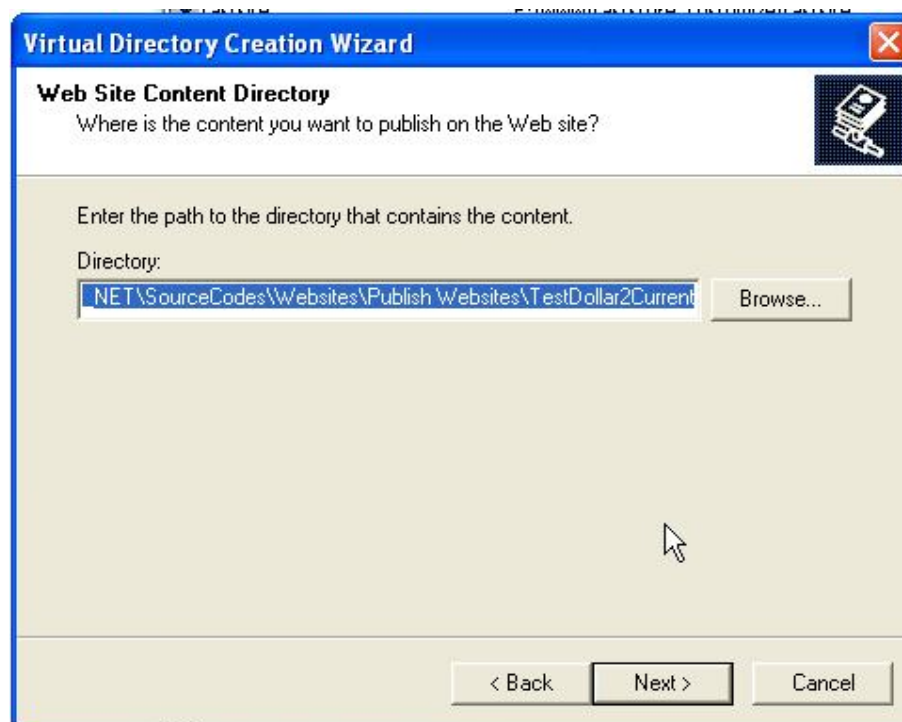 Virtual Directory Creation Wizard
Web Site Content Directory
Where is the content you want to publish on the Web site?
Enter the path to the directory that contains the content.
Directory:
_NET\SourceCodes\Websites\Publish Websites\TestDollar2Current
Browse...
< Back
Next >
Cancel